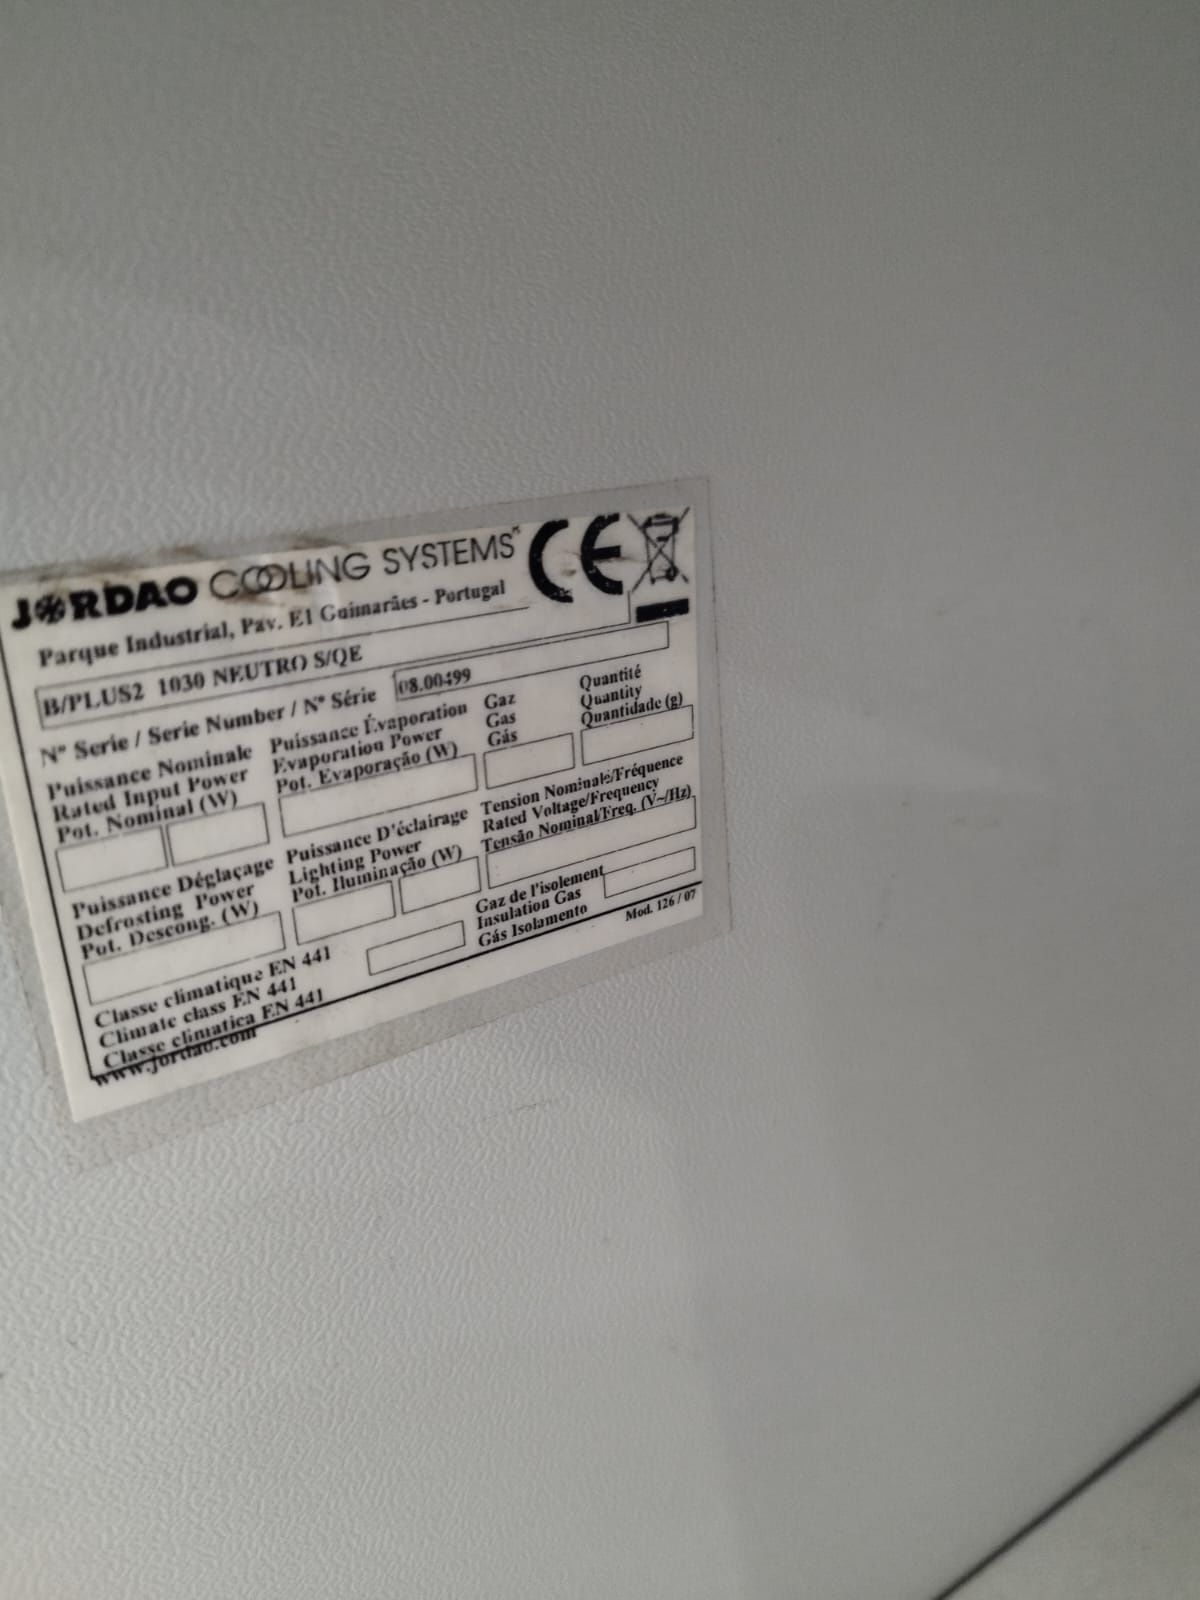 JORDAO COOLING SYSTEMS
CE
Parque Industrial, Pav. E1 Guimarães - Portugal
B/PLUS2 1030 NEUTRO S/QE
Nº Serie / Serie Number / Nº Série 08.00499
Puissance Nominale
Rated Input Power
Pot. Nominal (W)
Puissance Évaporation
Evaporation Power
Pot. Evaporação (W)
Gaz
Gas
Gás
Quantité
Quantity
Quantidade (g)
Puissance Déglaçage
Defrosting Power
Pot. Descong. (W)
Puissance D'éclairage
Lighting Power
Pot. Iluminação (W)
Tension Nominale/Fréquence
Rated Voltage/Frequency
Tensão Nominal/Freq. (V~/Hz)
Classe climatique EN 441
Climate class EN 441
Classe climatica EN 441
Gaz de l'isolement
Insulation Gas
Gás Isolamento
Mod. 126 / 07
www.jordao.com